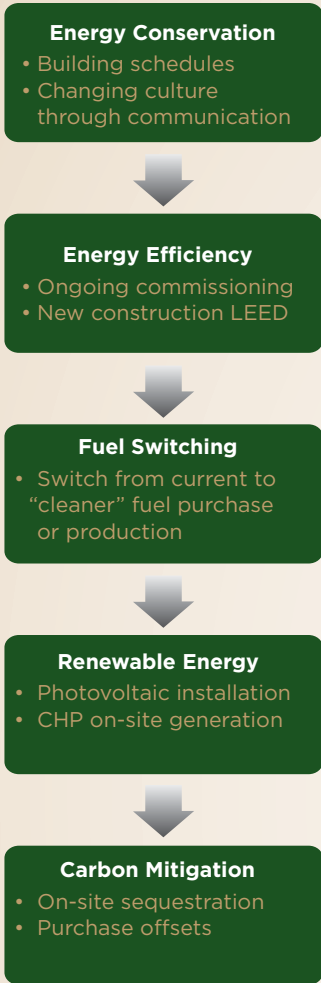 Energy Conservation
• Building schedules
• Changing culture
through communication
Energy Efficiency
• Ongoing commissioning
• New construction LEED
Fuel Switching
• Switch from current to
“cleaner” fuel purchase
or production
Renewable Energy
• Photovoltaic installation
• CHP on-site generation
Carbon Mitigation
• On-site sequestration
• Purchase offsets